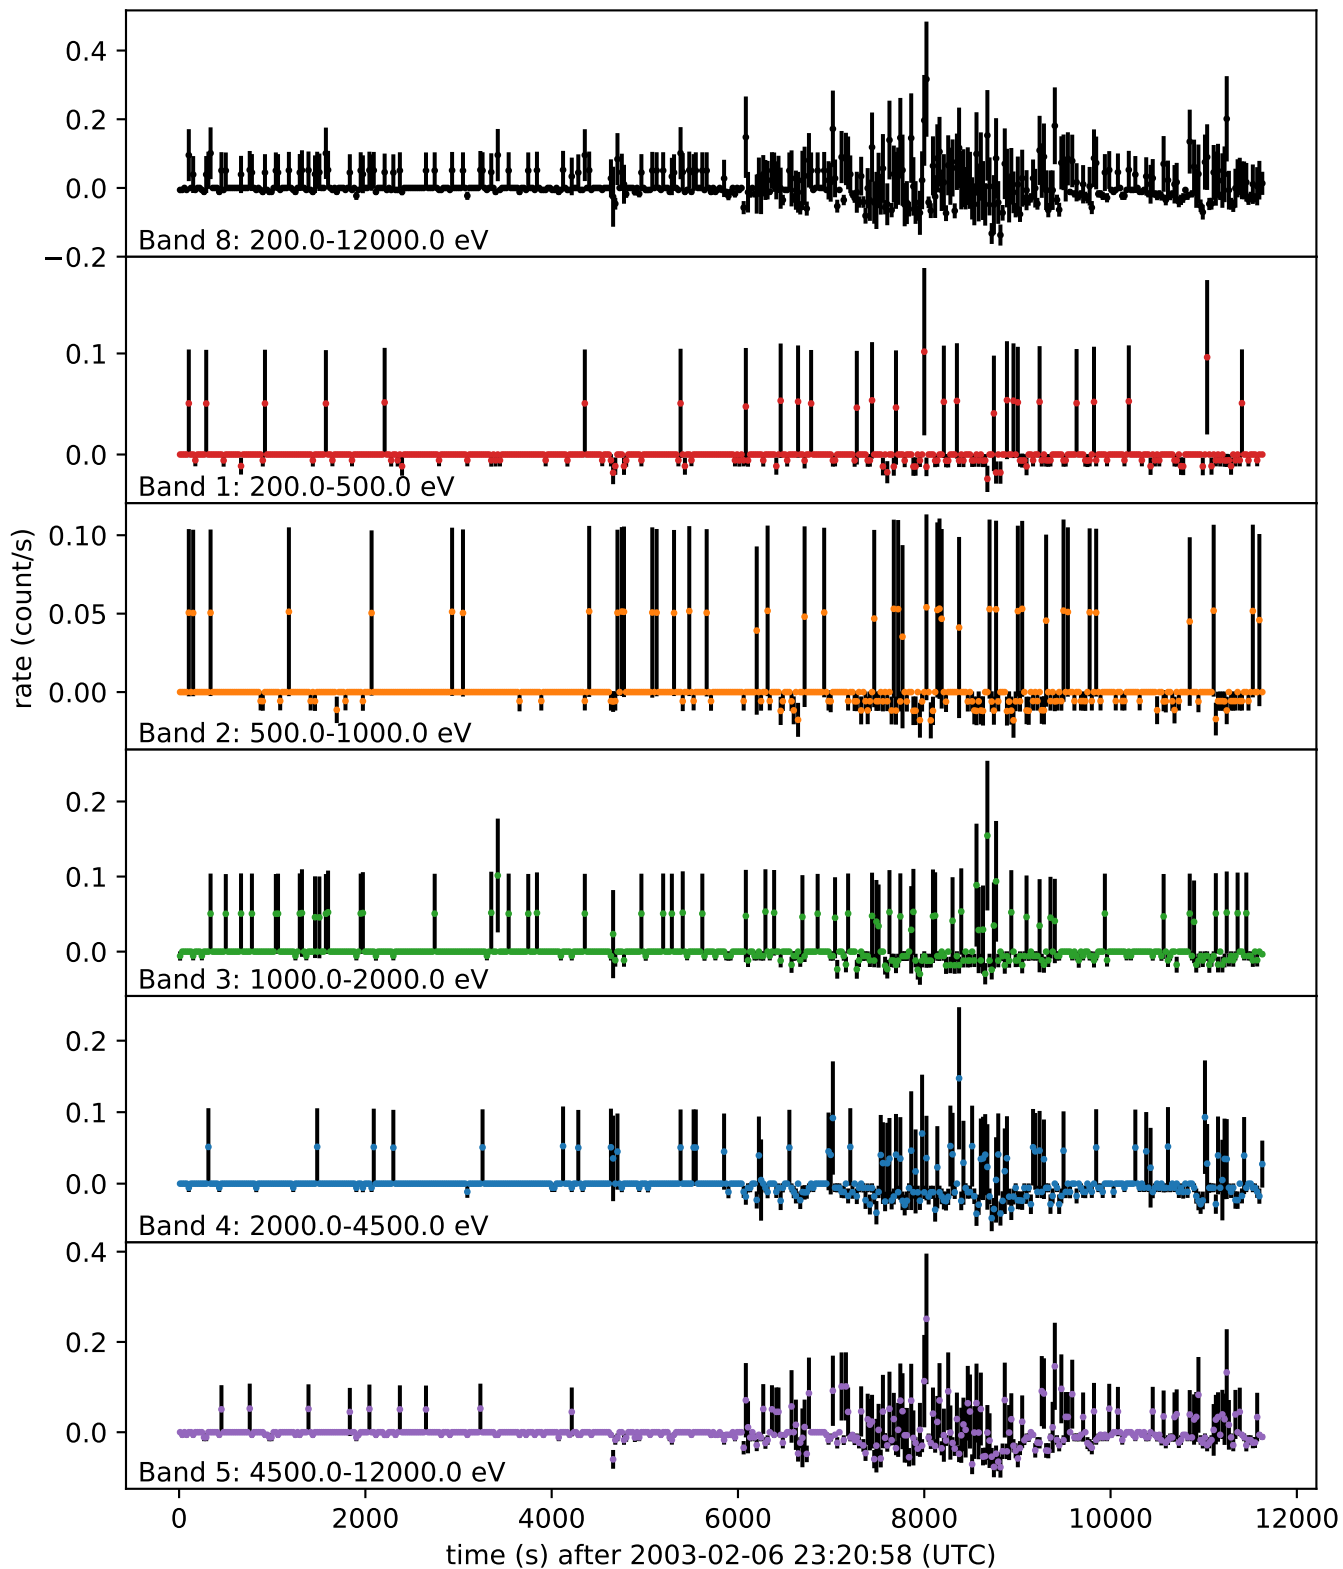 0.4
0.2
0.0
−0.2
Band 8: 200.0-12000.0 eV
0.1
0.0
Band 1: 200.0-500.0 eV
0.10
0.05
0.00
Band 2: 500.0-1000.0 eV
rate (count/s)
0.2
0.1
0.0
Band 3: 1000.0-2000.0 eV
0.2
0.1
0.0
Band 4: 2000.0-4500.0 eV
0.4
0.2
0.0
Band 5: 4500.0-12000.0 eV
0 2000 4000 6000 8000 10000 12000
time (s) after 2003-02-06 23:20:58 (UTC)